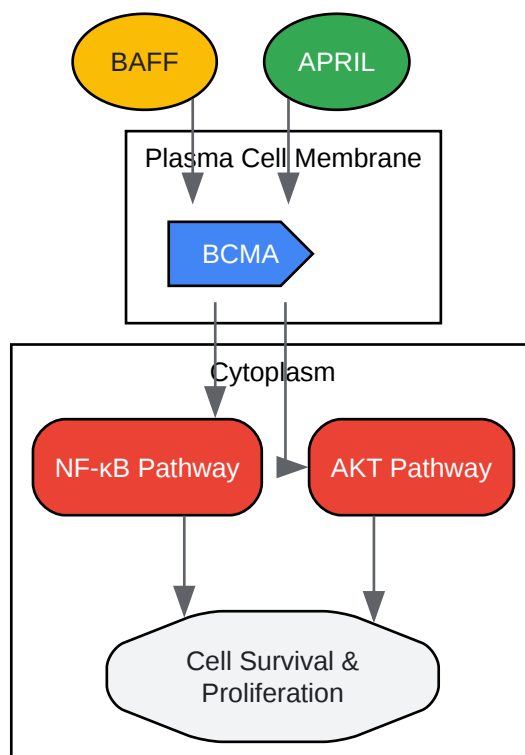 BAFF
APRIL
Plasma Cell Membrane
BCMA
Cytoplasm
NF-κB Pathway
AKT Pathway
Cell Survival &
Proliferation